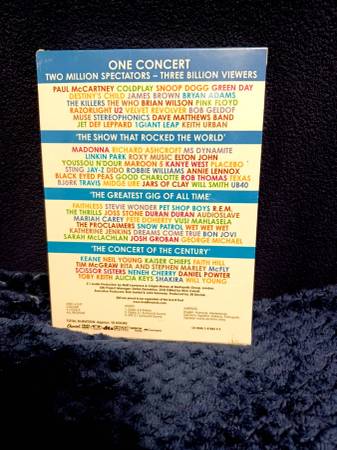 ONE CONCERT
TWO MILLION SPECTATORS – THREE BILLION VIEWERS
PAUL McCARTNEY COLDPLAY SNOOP DOGG GREEN DAY
DESTINY'S CHILD JAMES BROWN BRYAN ADAMS
THE KILLERS THE WHO BRIAN WILSON PINK FLOYD
RAZORLIGHT U2 VELVET REVOLVER BOB GELDOF
MUSE STEREOPHONICS DAVE MATTHEWS BAND
JET DEF LEPPARD 1GIANT LEAP KEITH URBAN
'THE SHOW THAT ROCKED THE WORLD'
MADONNA RICHARD ASHCROFT MS DYNAMITE
LINKIN PARK ROXY MUSIC ELTON JOHN
YOUSSOU N'DOUR MAROON 5 KANYE WEST PLACEBO
STING JAY-Z DIDO ROBBIE WILLIAMS ANNIE LENNOX
BLACK EYED PEAS GOOD CHARLOTTE ROB THOMAS TEXAS
BJÖRK TRAVIS MIDGE URE JARS OF CLAY WILL SMITH UB40
'THE GREATEST GIG OF ALL TIME'
FAITHLESS STEVIE WONDER PET SHOP BOYS R.E.M.
THE THRILLS JOSS STONE DURAN DURAN AUDIOSLAVE
MARIAH CAREY PETE DOHERTY VUSI MAHLASELA
THE PROCLAIMERS SNOW PATROL WET WET WET
KATHERINE JENKINS DREAMS COME TRUE BON JOVI
SARAH McLACHLAN JOSH GROBAN GEORGE MICHAEL
'THE CONCERT OF THE CENTURY'
KEANE NEIL YOUNG KAISER CHIEFS FAITH HILL
TIM McGRAW RITA AND STEPHEN MARLEY McFLY
SCISSOR SISTERS NENEH CHERRY DANIEL POWTER
TOBY KEITH ALICIA KEYS SHAKIRA WILL YOUNG